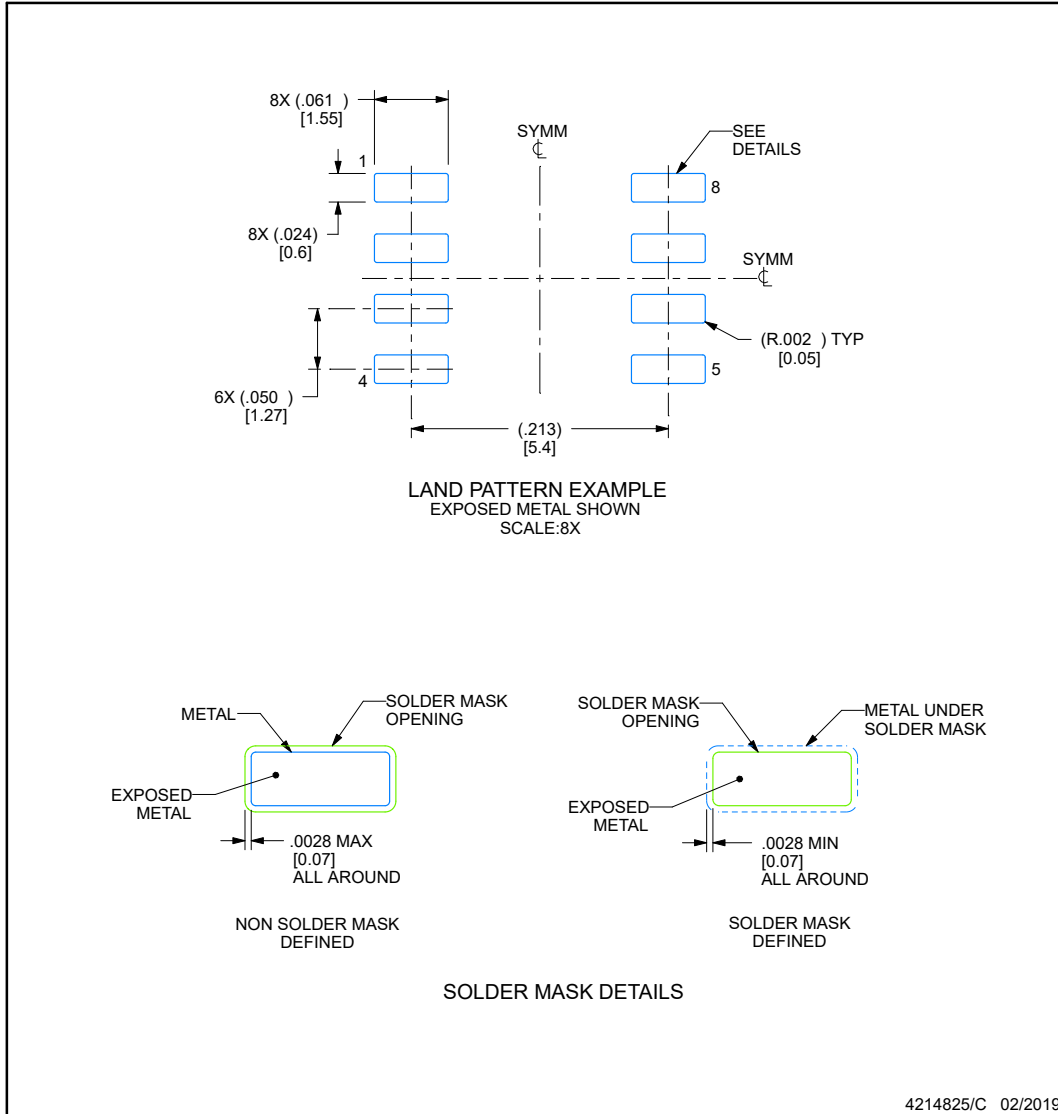 8X (.061 )
[1.55]
SYMM
SEE
DETAILS
1
8
8X (.024)
[0.6]
SYMM
(R.002 ) TYP
[0.05]
4
5
6X (.050 )
[1.27]
(.213)
[5.4]
LAND PATTERN EXAMPLE
EXPOSED METAL SHOWN
SCALE:8X
METAL
SOLDER MASK
OPENING
EXPOSED
METAL
.0028 MAX
[0.07]
ALL AROUND
NON SOLDER MASK
DEFINED
SOLDER MASK
OPENING
METAL UNDER
SOLDER MASK
EXPOSED
METAL
.0028 MIN
[0.07]
ALL AROUND
SOLDER MASK
DEFINED
SOLDER MASK DETAILS
4214825/C 02/2019